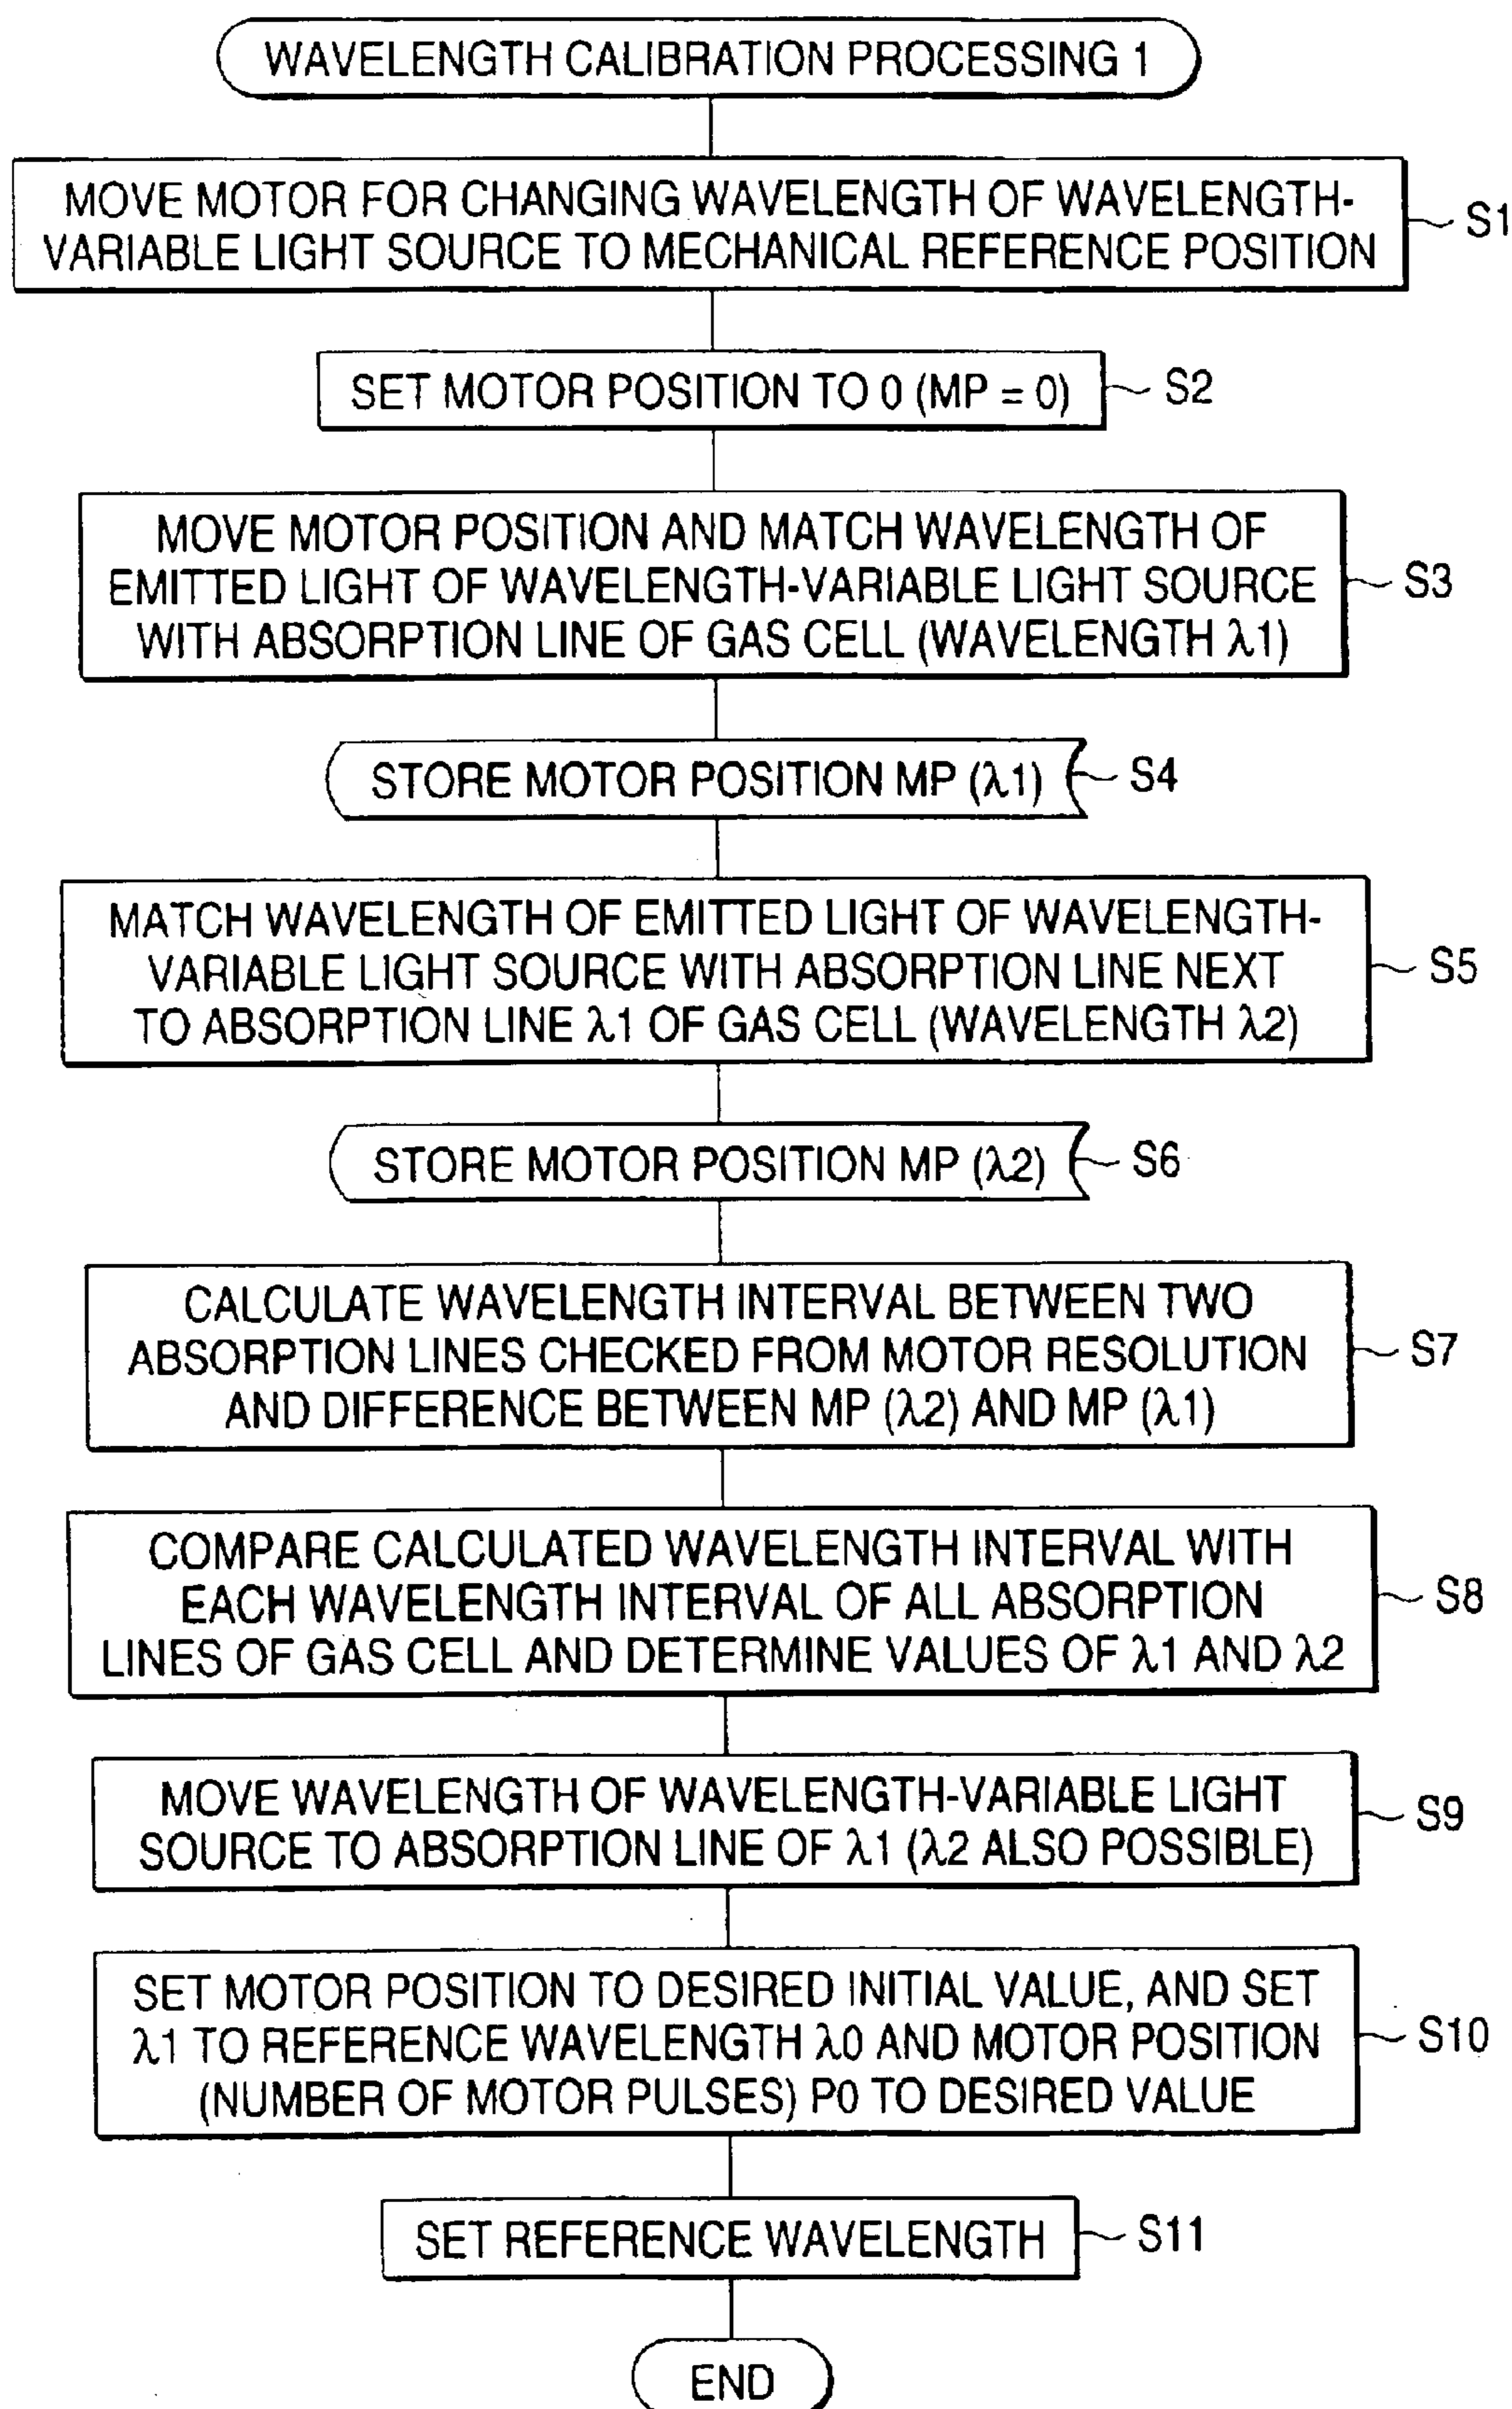 WAVELENGTH CALIBRATION PROCESSING 1
MOVE MOTOR FOR CHANGING WAVELENGTH OF WAVELENGTH-
VARIABLE LIGHT SOURCE TO MECHANICAL REFERENCE POSITION
S1
SET MOTOR POSITION TO 0 (MP = 0)
S2
MOVE MOTOR POSITION AND MATCH WAVELENGTH OF
EMITTED LIGHT OF WAVELENGTH-VARIABLE LIGHT SOURCE
WITH ABSORPTION LINE OF GAS CELL (WAVELENGTH λ1)
S3
STORE MOTOR POSITION MP (λ1)
S4
MATCH WAVELENGTH OF EMITTED LIGHT OF WAVELENGTH-
VARIABLE LIGHT SOURCE WITH ABSORPTION LINE NEXT
TO ABSORPTION LINE λ1 OF GAS CELL (WAVELENGTH λ2)
S5
STORE MOTOR POSITION MP (λ2)
S6
CALCULATE WAVELENGTH INTERVAL BETWEEN TWO
ABSORPTION LINES CHECKED FROM MOTOR RESOLUTION
AND DIFFERENCE BETWEEN MP (λ2) AND MP (λ1)
S7
COMPARE CALCULATED WAVELENGTH INTERVAL WITH
EACH WAVELENGTH INTERVAL OF ALL ABSORPTION
LINES OF GAS CELL AND DETERMINE VALUES OF λ1 AND λ2
S8
MOVE WAVELENGTH OF WAVELENGTH-VARIABLE LIGHT
SOURCE TO ABSORPTION LINE OF λ1 (λ2 ALSO POSSIBLE)
S9
SET MOTOR POSITION TO DESIRED INITIAL VALUE, AND SET
λ1 TO REFERENCE WAVELENGTH λ0 AND MOTOR POSITION
(NUMBER OF MOTOR PULSES) P0 TO DESIRED VALUE
S10
SET REFERENCE WAVELENGTH
S11
END